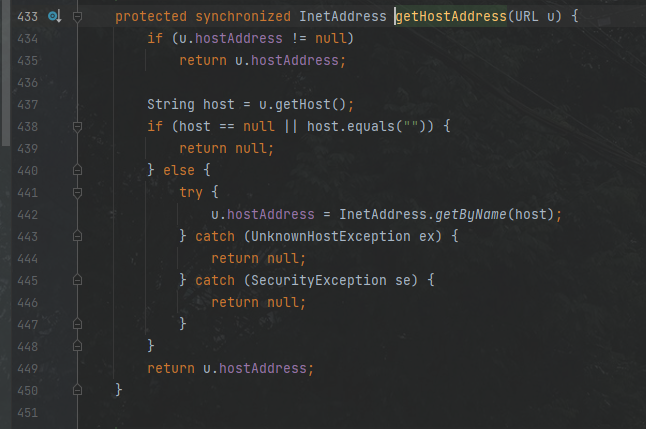 433 protected synchronized InetAddress getHostAddress(URL u) {
434 if (u.hostAddress != null)
435 return u.hostAddress;
436
437 String host = u.getHost();
438 if (host == null || host.equals("")) {
439 return null;
440 } else {
441 try {
442 u.hostAddress = InetAddress.getByName(host);
443 } catch (UnknownHostException ex) {
444 return null;
445 } catch (SecurityException se) {
446 return null;
447 }
448 }
449 return u.hostAddress;
450 }
451